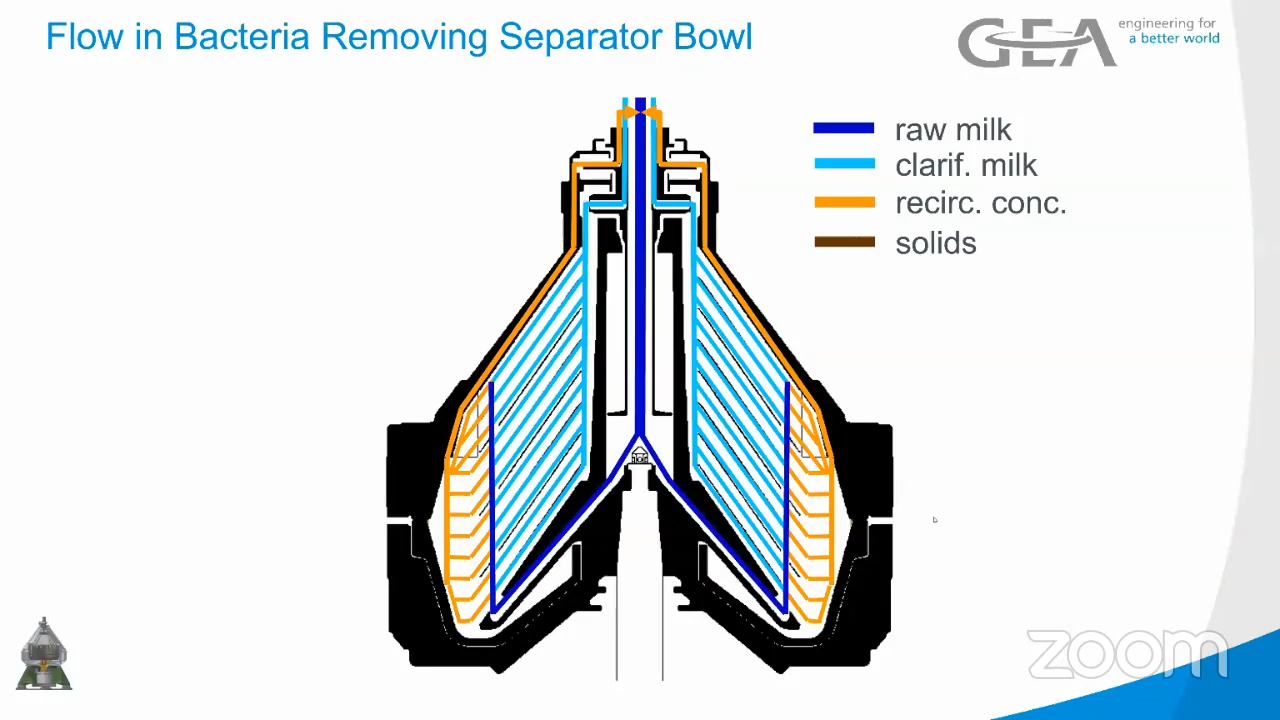 Flow in Bacteria Removing Separator Bowl
GEA
engineering for
a better world
raw milk
clarif. milk
recirc. conc.
solids
zoom